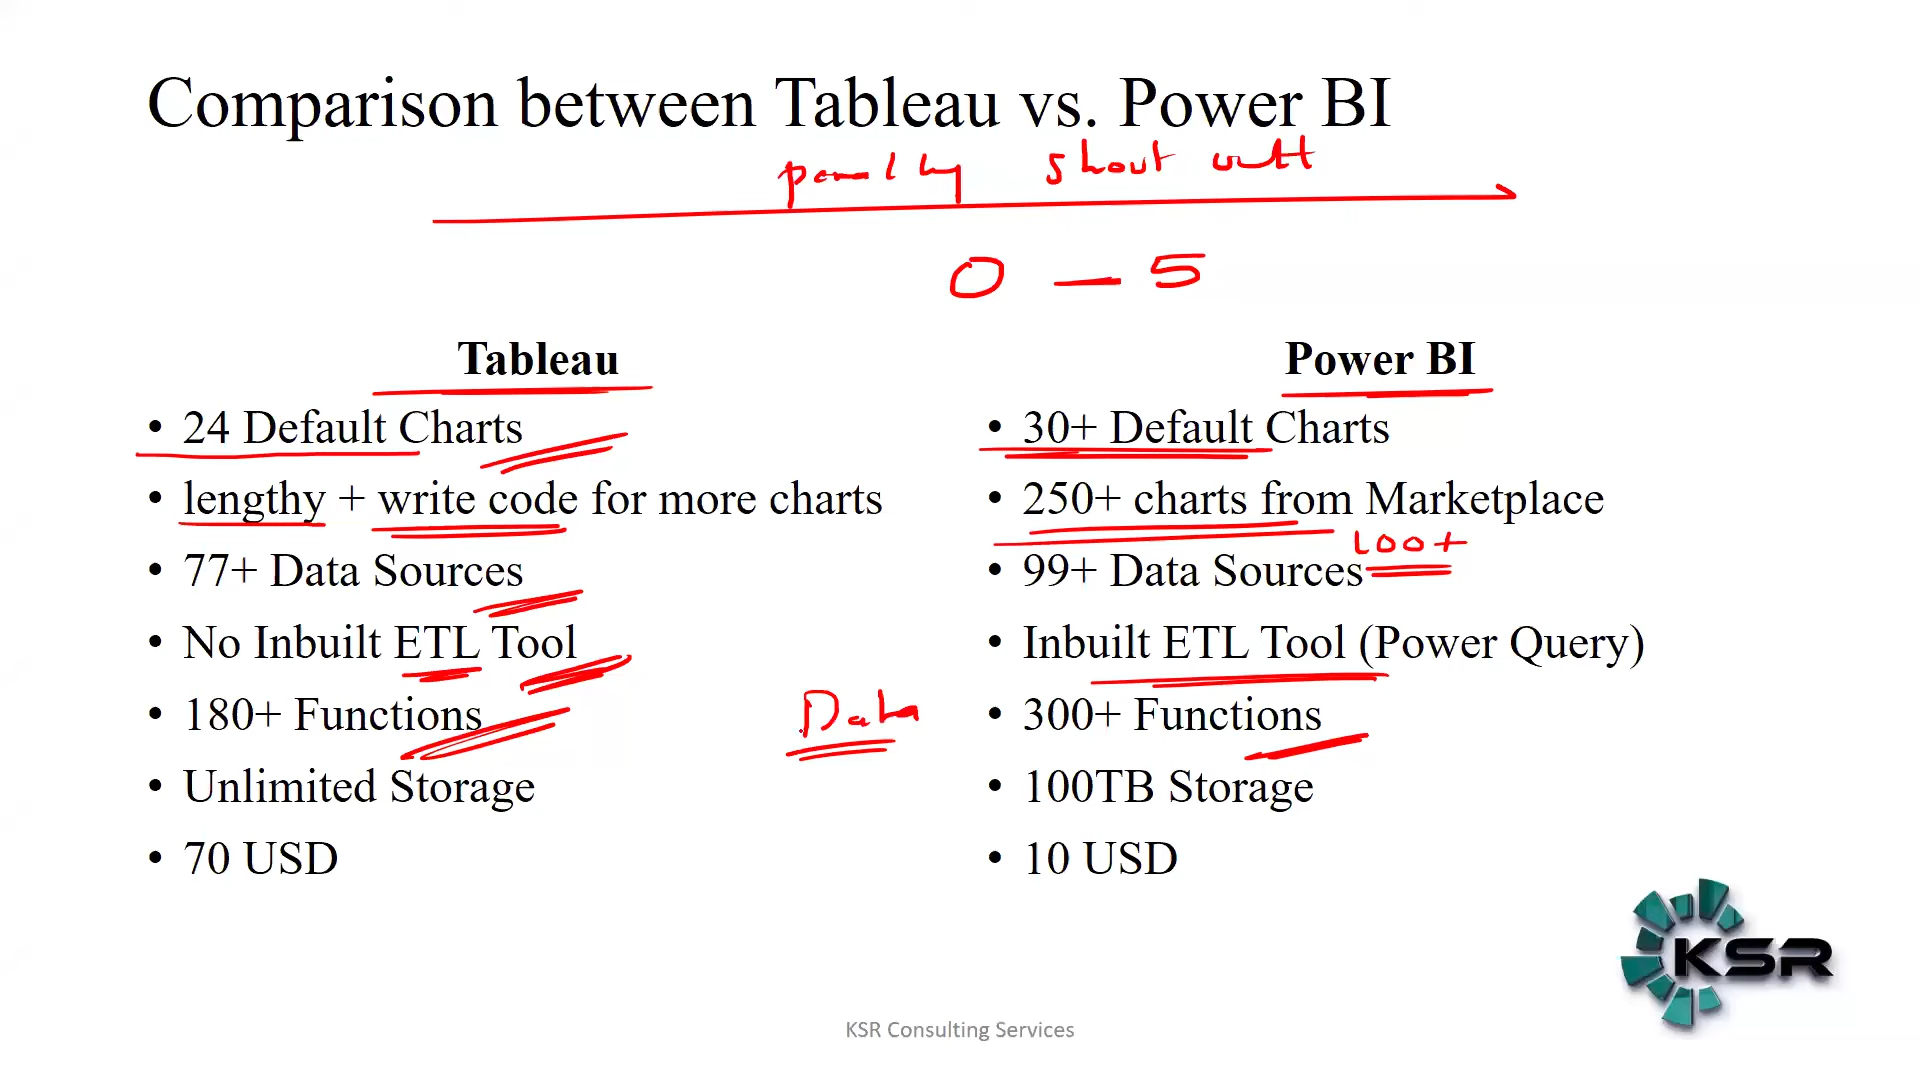 Comparison between Tableau vs. Power BI
shout
0 - 5
Tableau
• 24 Default Charts
• lengthy + write code for more charts
• 77+ Data Sources
• No Inbuilt ETL Tool
• 180+ Functions
• Unlimited Storage
• 70 USD
Data
Power BI
• 30+ Default Charts
• 250+ charts from Marketplace
100+
• 99+ Data Sources
• Inbuilt ETL Tool (Power Query)
• 300+ Functions
• 100TB Storage
• 10 USD
KSR
KSR Consulting Services